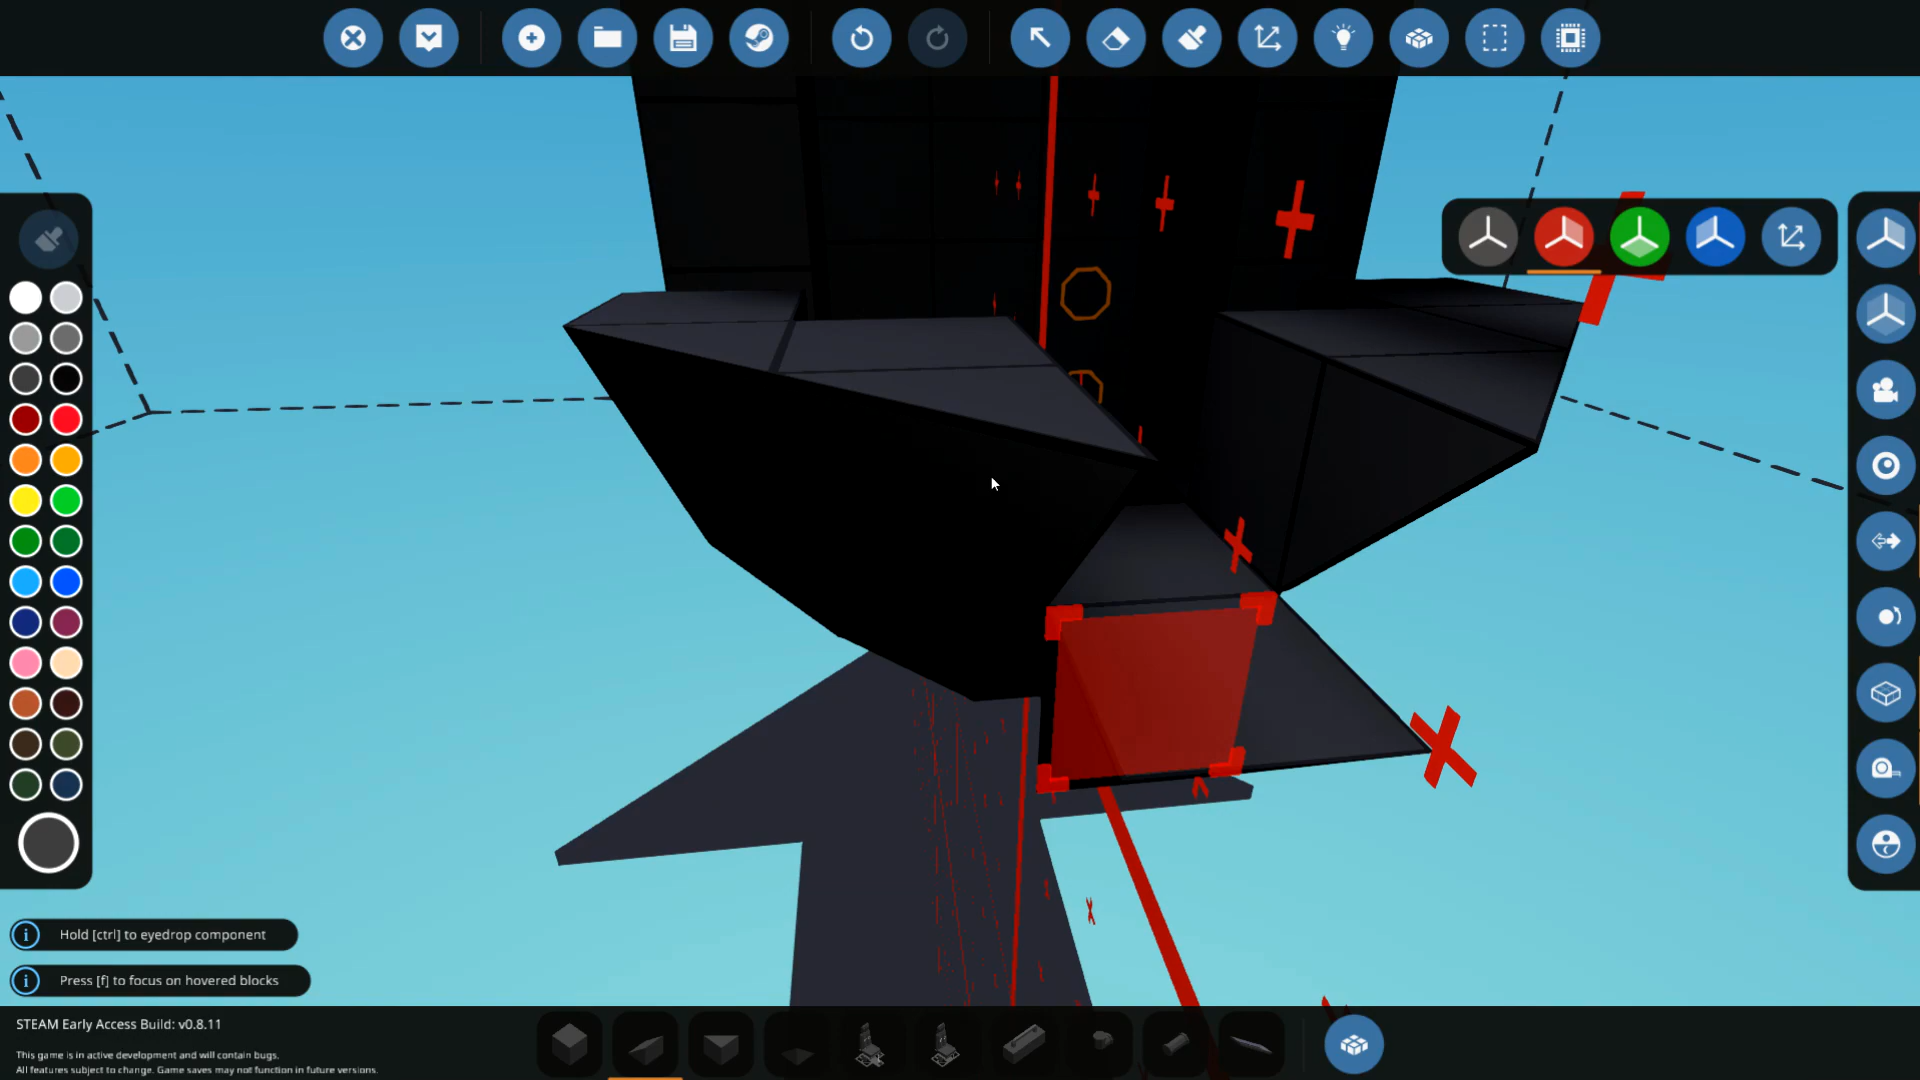 Hold [ctrl] to eyedrop component
Press [f] to focus on hovered blocks
STEAM Early Access Build: v0.8.11
This game is in active development and will contain bugs.
All features subject to change. Game saves may not function in future versions.